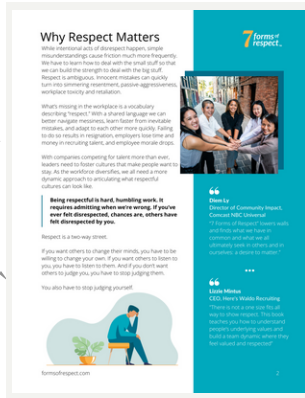 Why Respect Matters
While intentional acts of disrespect happen, simple
misunderstandings cause friction much more frequently.
We have to learn how to deal with the small stuff so that
we can build the strength to deal with the big stuff.
Respect is ambiguous. Innocent mistakes can quickly
turn into simmering resentment, passive-aggressiveness,
workplace toxicity and retaliation.
What's missing in the workplace is a vocabulary
describing "respect." With a shared language we can
better navigate messiness, learn faster from inevitable
mistakes, and adapt to each other more quickly. Failing
to do so results in resignation, employers lose time and
money in recruiting talent, and employee morale drops.
With companies competing for talent more than ever,
leaders need to foster cultures that make people want to
stay. As the workforce diversifies, we all need a more
dynamic approach to articulating what respectful
cultures can look like.
Being respectful is hard, humbling work. It
requires admitting when we're wrong. If you've
ever felt disrespected, chances are, others have
felt disrespected by you.
Respect is a two-way street.
If you want others to change their minds, you have to be
willing to change your own. If you want others to listen to
you, you have to listen to them. And if you don't want
others to judge you, you have to stop judging them.
You also have to stop judging yourself.
formsofrespect.com
7 forms of
respect
Diem Ly
Director of Community Impact,
Comcast NBC Universal
"7 Forms of Respect" lowers walls
and finds what we have in
common and what we all
ultimately seek in others and in
ourselves: a desire to matter."
Lizzie Mintus
CEO, Here's Waldo Recruiting
"There is not a one size fits all
way to show respect. This book
teaches you how to understand
people's underlying values and
build a team dynamic where they
feel valued and respected"
2